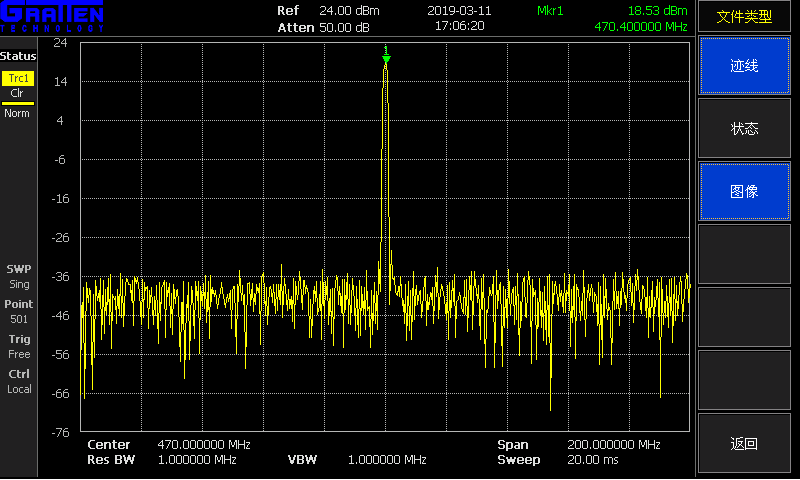 GRATTEN
TECHNOLOGY
Ref 24.00 dBm
Atten 50.00 dB
2019-03-11
17:06:20
Mkr1 18.53 dBm
470.400000 MHz
文件类型
迹线
状态
图像
返回
Status
Trc1
Clr
Norm
SWP
Sing
Point
501
Trig
Free
Ctrl
Local
24
14
4
-6
-16
-26
-36
-46
-56
-66
-76
1
Center 470.000000 MHz
Span 200.000000 MHz
Res BW 1.000000 MHz
VBW 1.000000 MHz
Sweep 20.00 ms